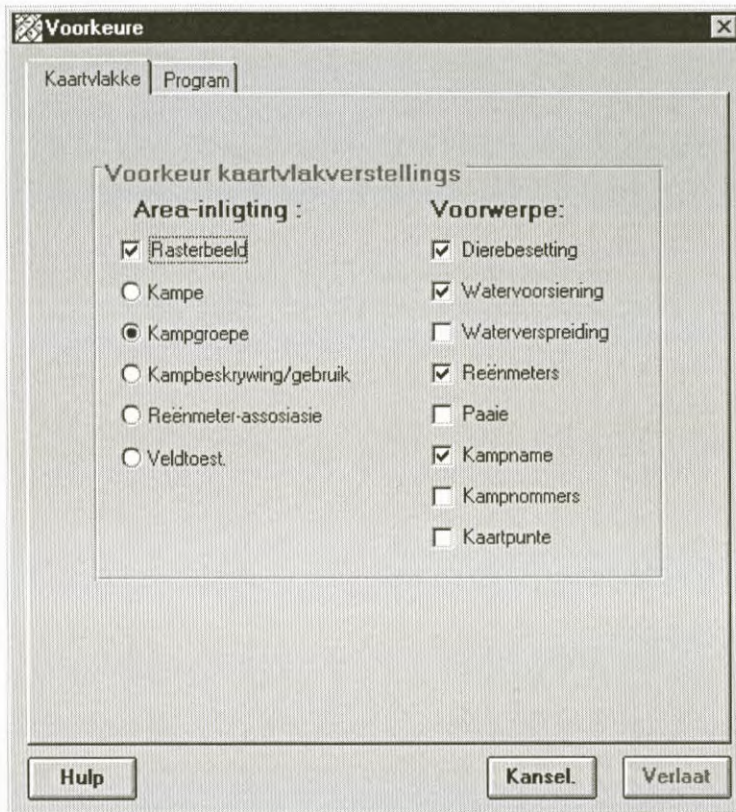 Voorkeure
Kaartvlakke Program
Voorkeur kaartvlakverstellings
Area-inligting :
Rasterbeeld
Kampe
Kampgroepe
Kampbeskrywing/gebruik
Reënmeter-assosiasie
Veldtoest.
Voorwerpe:
Dierebesetting
Watervoorsiening
Waterverspreiding
Reënmeters
Paaie
Kampname
Kampnommers
Kaartpunte
Hulp Kansel. Verlaat